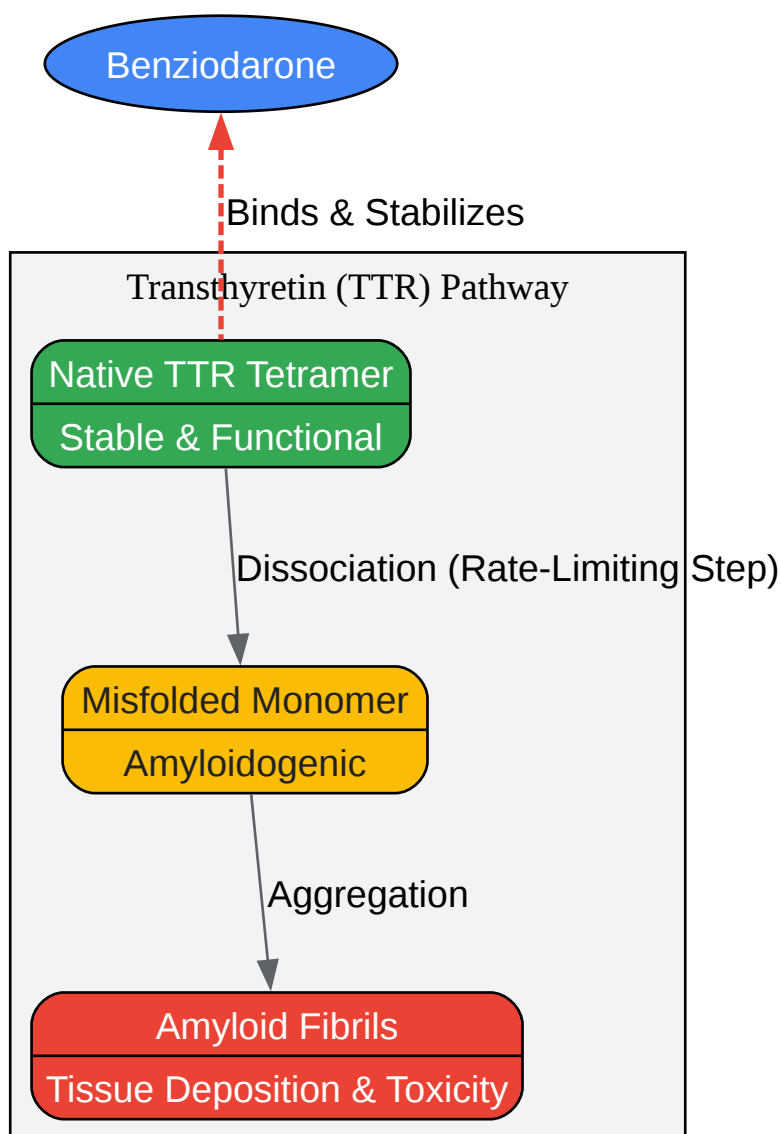 Benziodarone
Binds & Stabilizes
Transthyretin (TTR) Pathway
Native TTR Tetramer
Stable & Functional
Dissociation (Rate-Limiting Step)
Misfolded Monomer
Amyloidogenic
Aggregation
Amyloid Fibrils
Tissue Deposition & Toxicity